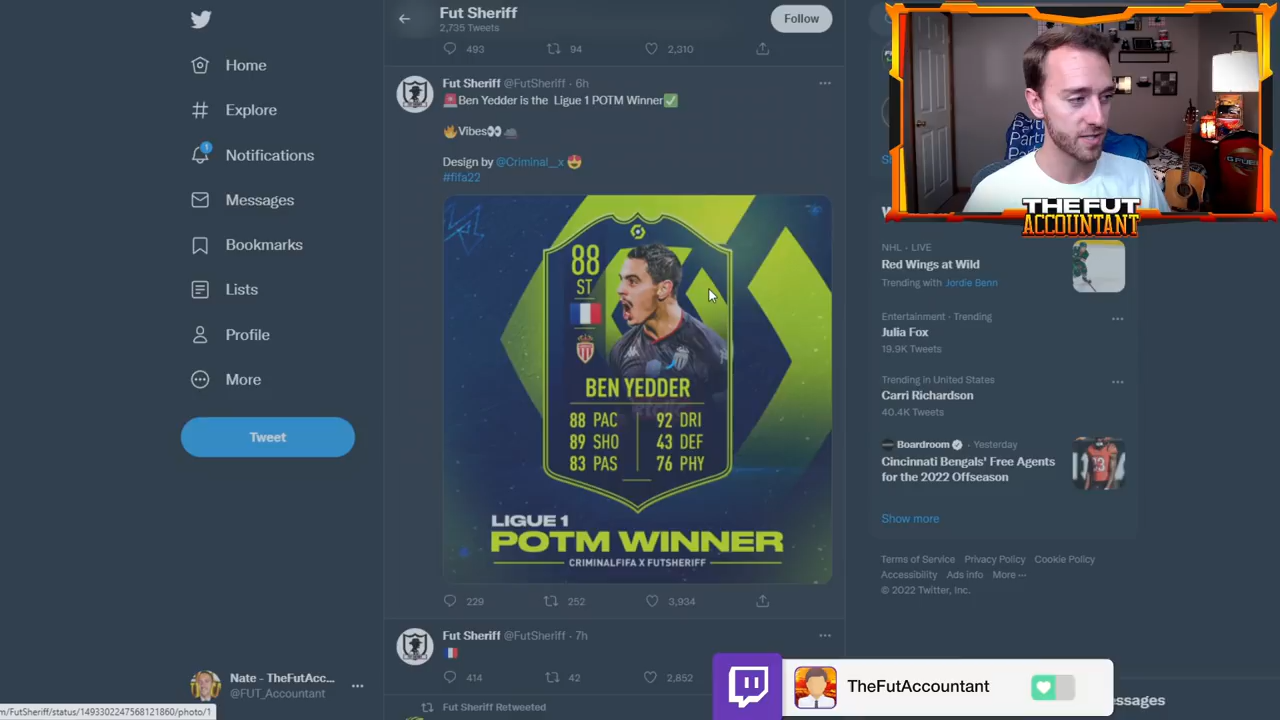 Fut Sheriff
2,735 Tweets
Follow
493
94
2,310
Home
Explore
1
Notifications
Messages
Bookmarks
Lists
Profile
More
Tweet
Nate - TheFutAcc...
@FUT_Accountant
Fut Sheriff @FutSheriff · 6h
🚨Ben Yedder is the Ligue 1 POTM Winner✅
🔥Vibes👀
Design by @Criminal__x 😍
#fifa22
88
ST
BEN YEDDER
88 PAC 92 DRI
89 SHO 43 DEF
83 PAS 76 PHY
LIGUE 1
POTM WINNER
CRIMINALFIFA X FUTSHERIFF
229
252
3,934
Fut Sheriff @FutSheriff · 7h
🇫🇷
414
42
2,852
Fut Sheriff Retweeted
THE FUT
ACCOUNTANT
NHL · LIVE
Red Wings at Wild
Trending with Jordie Benn
Entertainment · Trending
Julia Fox
19.9K Tweets
Trending in United States
Carri Richardson
40.4K Tweets
Boardroom · Yesterday
Cincinnati Bengals' Free Agents
for the 2022 Offseason
Show more
Terms of Service Privacy Policy Cookie Policy
Accessibility Ads info More ···
© 2022 Twitter, Inc.
TheFutAccountant
m/FutSheriff/status/1493302247568121860/photo/1